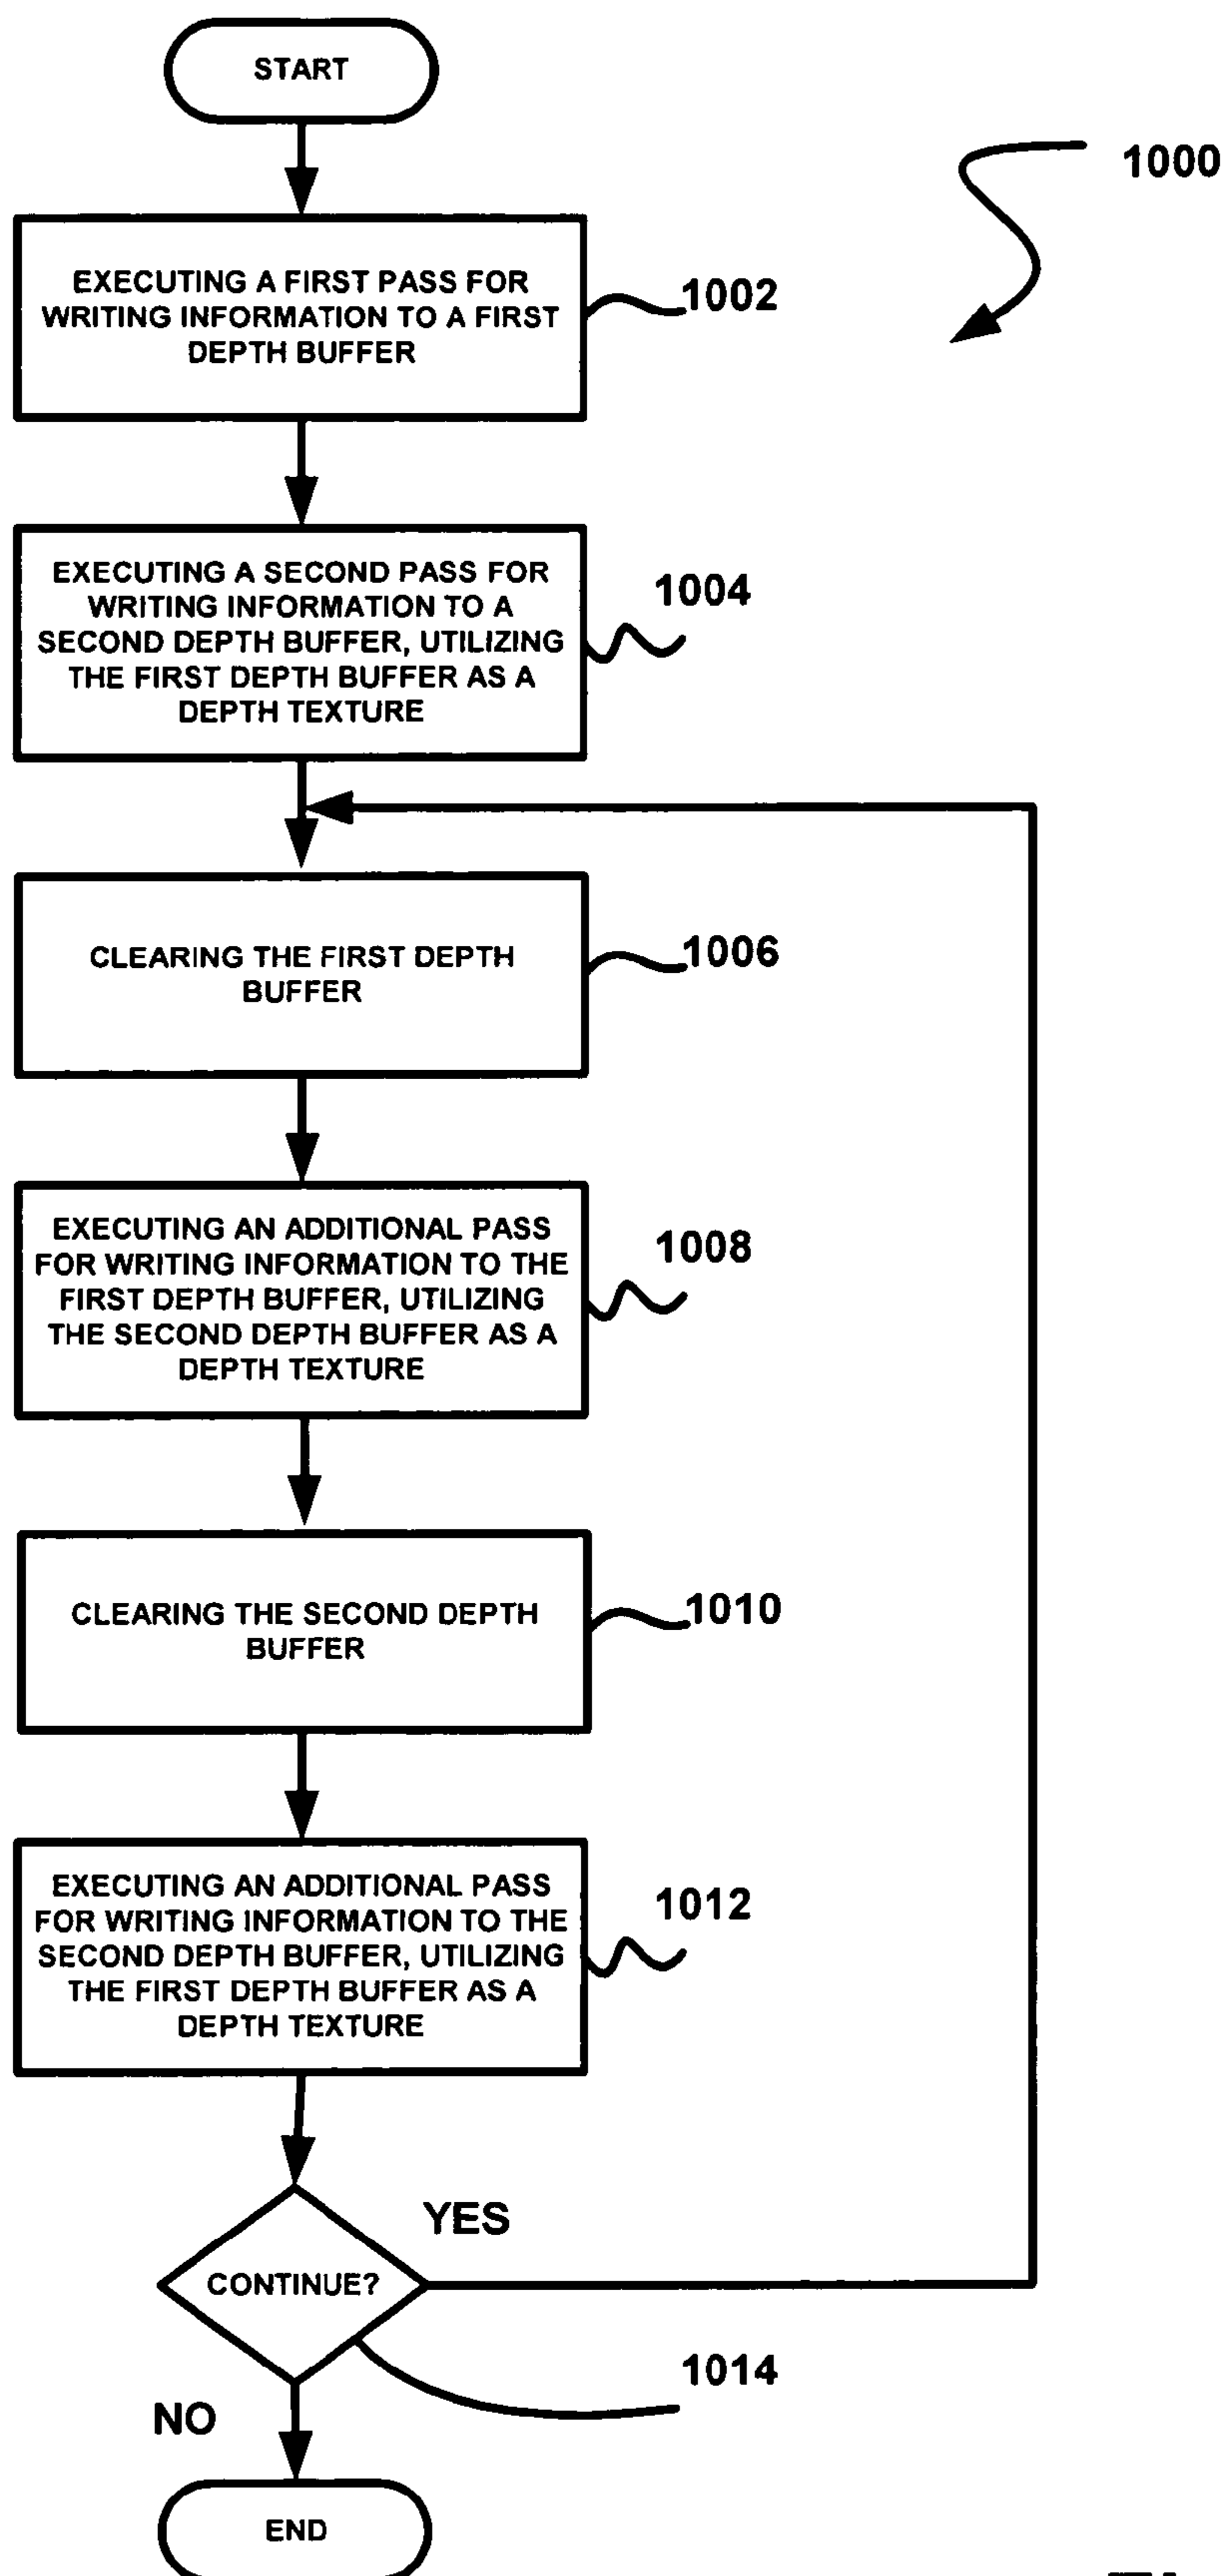 START
1000
EXECUTING A FIRST PASS FOR
WRITING INFORMATION TO A FIRST
DEPTH BUFFER
1002
EXECUTING A SECOND PASS FOR
WRITING INFORMATION TO A
SECOND DEPTH BUFFER, UTILIZING
THE FIRST DEPTH BUFFER AS A
DEPTH TEXTURE
1004
CLEARING THE FIRST DEPTH
BUFFER
1006
EXECUTING AN ADDITIONAL PASS
FOR WRITING INFORMATION TO THE
FIRST DEPTH BUFFER, UTILIZING
THE SECOND DEPTH BUFFER AS A
DEPTH TEXTURE
1008
CLEARING THE SECOND DEPTH
BUFFER
1010
EXECUTING AN ADDITIONAL PASS
FOR WRITING INFORMATION TO THE
SECOND DEPTH BUFFER, UTILIZING
THE FIRST DEPTH BUFFER AS A
DEPTH TEXTURE
1012
YES
CONTINUE?
1014
NO
END